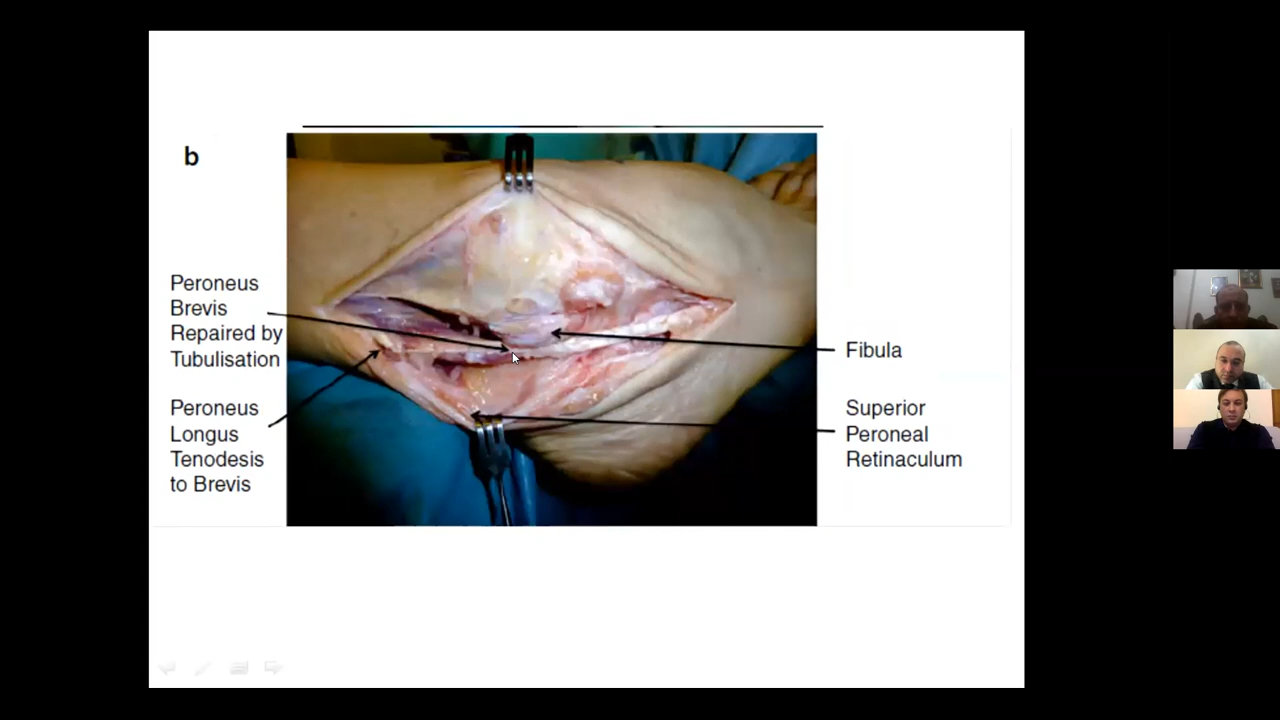 b
Peroneus
Brevis
Repaired by
Tubulisation
Peroneus
Longus
Tenodesis
to Brevis
Fibula
Superior
Peroneal
Retinaculum